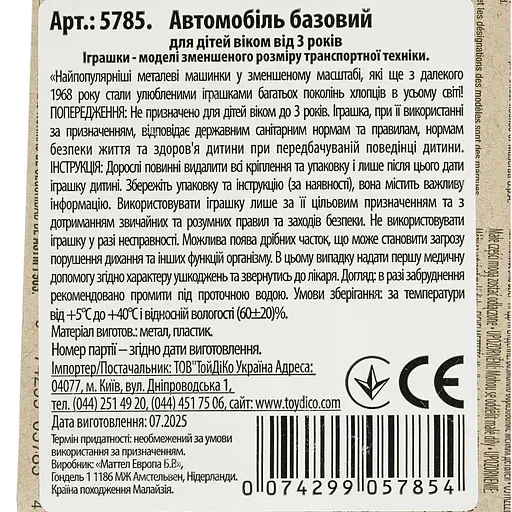 Арт.: 5785. Автомобіль базовий
для дітей віком від 3 років
Іграшки - моделі зменшеного розміру транспортної техніки.
«Найпопулярніші металеві машинки у зменшеному масштабі, які ще з далекого
1968 року стали улюбленими іграшками багатьох поколінь хлопців в усьому світі!
ПОПЕРЕДЖЕННЯ: Не призначено для дітей віком до 3 років. Іграшка, при її використанні
за призначенням, відповідає державним санітарним нормам та правилам, нормам
безпеки життя та здоров'я дитини при передбачуваній поведінці дитини.
ІНСТРУКЦІЯ: Дорослі повинні видалити всі кріплення та упаковку і лише після цього дати
іграшку дитині. Збережіть упаковку та інструкцію (за наявності), вона містить важливу
інформацію. Використовувати іграшку лише за її цільовим призначенням та з
дотриманням звичайних та розумних правил та заходів безпеки. Не використовувати
іграшку у разі несправності. Можлива поява дрібних часток, що може становити загрозу
порушення дихання та інших функцій організму. В цьому випадку надати першу медичну
допомогу згідно характеру ушкоджень та звернутись до лікаря. Догляд: в разі забруднення
рекомендовано промити під проточною водою. Умови зберігання: за температури
від +5°С до +40°С і відносній вологості (60±20)%.
Матеріал виготов.: метал, пластик.
Номер партії – згідно дати виготовлення.
Імпортер/Постачальник: ТОВ"ТойДіКо Україна Адреса:
04077, м. Київ, вул. Дніпроводська 1,
тел. (044) 251 49 20, (044) 451 75 06, сайт: www.toydico.com
Дата виготовлення: 07.2025
Термін придатності: необмежений за умови
використання за призначенням.
Виробник: «Маттел Европа Б.В.»,
Гондель 1 1186 МЖ Амстельвен, Нідерланди.
Країна походження Малайзія.
CE
0 074299 057854
et les désignations des modèles sont des marques